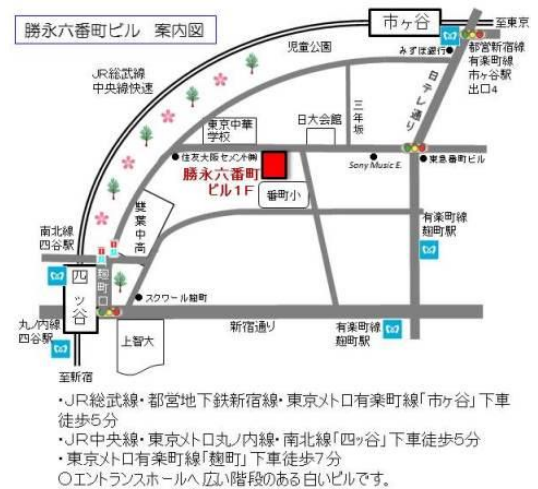 勝永六番町ビル 案内図
市ヶ谷
至東京
児童公園
みずほ銀行
都営新宿線
有楽町線
市ヶ谷駅
出口4
JR総武線
中央線快速
日テレ通り
三年坂
東京中華
学校
日大会館
住友大阪セメント㈱
Sony Music E.
東急番町ビル
勝永六番町
ビル1F
番町小
雙葉中高
南北線
四谷駅
有楽町線
麹町駅
麹町口
四ッ谷
スクワール麹町
丸ノ内線
四谷駅
上智大
新宿通り
有楽町線
麹町駅
至新宿
・JR総武線・都営地下鉄新宿線・東京メトロ有楽町線「市ヶ谷」下車
徒歩5分
・JR中央線・東京メトロ丸ノ内線・南北線「四ッ谷」下車徒歩5分
・東京メトロ有楽町線「麹町」下車徒歩7分
○エントランスホールへ広い階段のある白いビルです。